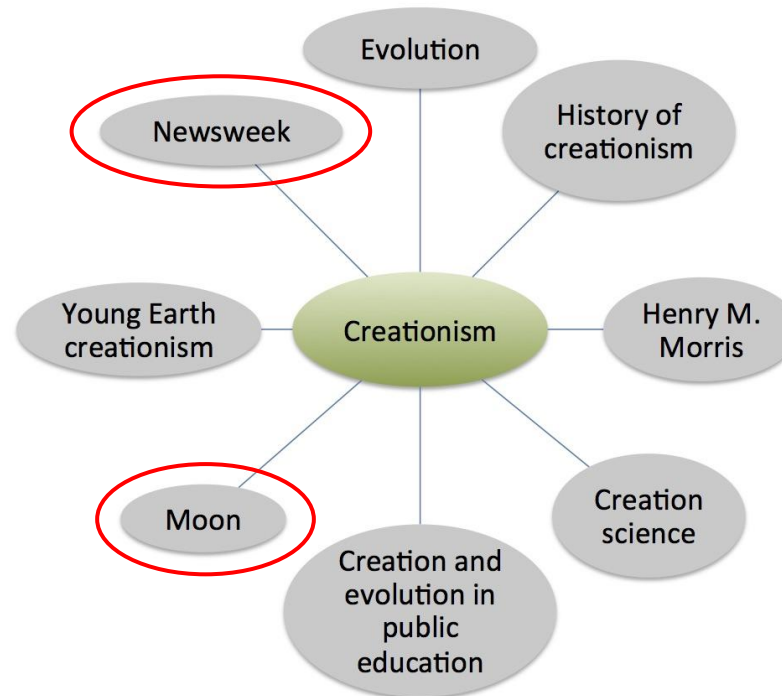 Evolution
Newsweek
History of
creationism
Young Earth
creationism
Creationism
Henry M.
Morris
Moon
Creation
science
Creation and
evolution in
public
education